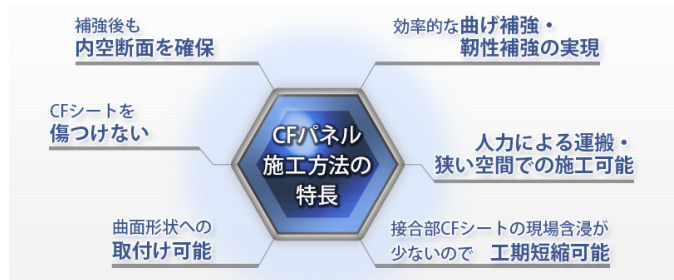 補強後も
内空断面を確保
効率的な曲げ補強・
靭性補強の実現
CFシートを
傷つけない
CFパネル
施工方法の
特長
人力による運搬・
狭い空間での施工可能
曲面形状への
取付け可能
接合部CFシートの現場含浸が
少ないので 工期短縮可能